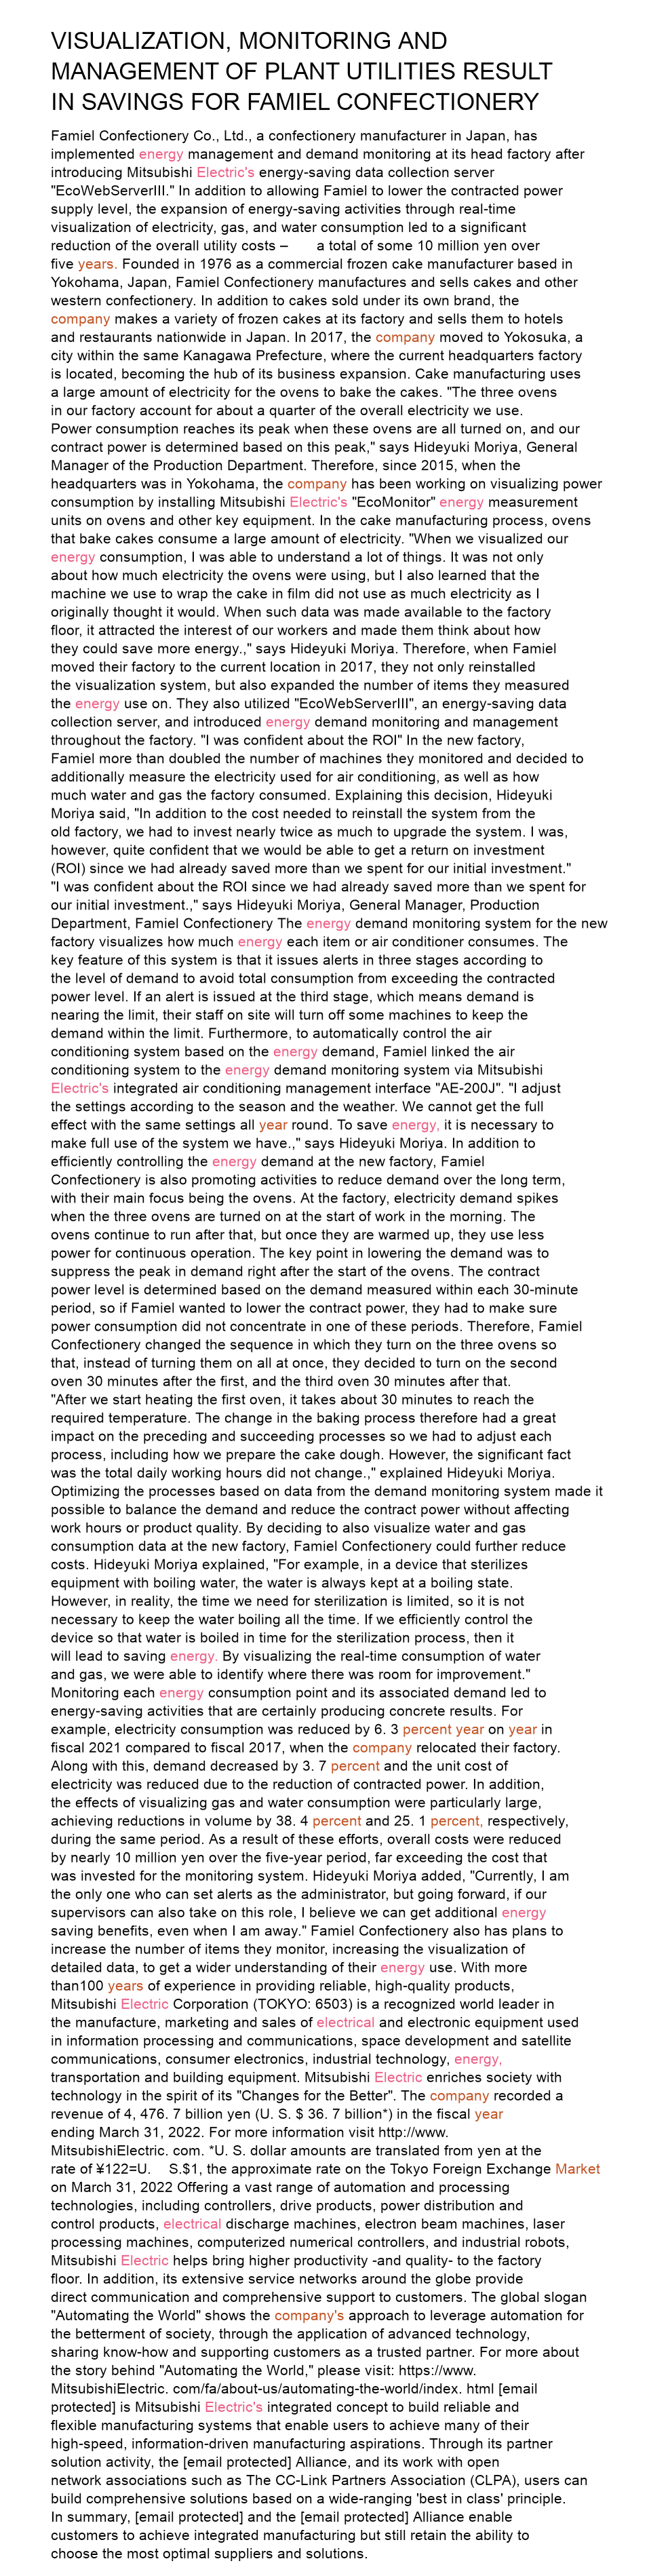 VISUALIZATION, MONITORING AND
MANAGEMENT OF PLANT UTILITIES RESULT
IN SAVINGS FOR FAMIEL CONFECTIONERY
Famiel Confectionery Co., Ltd., a confectionery manufacturer in Japan, has
implemented energy management and demand monitoring at its head factory after
introducing Mitsubishi Electric's energy-saving data collection server
"EcoWebServerIII." In addition to allowing Famiel to lower the contracted power
supply level, the expansion of energy-saving activities through real-time
visualization of electricity, gas, and water consumption led to a significant
reduction of the overall utility costs – a total of some 10 million yen over
five years. Founded in 1976 as a commercial frozen cake manufacturer based in
Yokohama, Japan, Famiel Confectionery manufactures and sells cakes and other
western confectionery. In addition to cakes sold under its own brand, the
company makes a variety of frozen cakes at its factory and sells them to hotels
and restaurants nationwide in Japan. In 2017, the company moved to Yokosuka, a
city within the same Kanagawa Prefecture, where the current headquarters factory
is located, becoming the hub of its business expansion. Cake manufacturing uses
a large amount of electricity for the ovens to bake the cakes. "The three ovens
in our factory account for about a quarter of the overall electricity we use.
Power consumption reaches its peak when these ovens are all turned on, and our
contract power is determined based on this peak," says Hideyuki Moriya, General
Manager of the Production Department. Therefore, since 2015, when the
headquarters was in Yokohama, the company has been working on visualizing power
consumption by installing Mitsubishi Electric's "EcoMonitor" energy measurement
units on ovens and other key equipment. In the cake manufacturing process, ovens
that bake cakes consume a large amount of electricity. "When we visualized our
energy consumption, I was able to understand a lot of things. It was not only
about how much electricity the ovens were using, but I also learned that the
machine we use to wrap the cake in film did not use as much electricity as I
originally thought it would. When such data was made available to the factory
floor, it attracted the interest of our workers and made them think about how
they could save more energy.," says Hideyuki Moriya. Therefore, when Famiel
moved their factory to the current location in 2017, they not only reinstalled
the visualization system, but also expanded the number of items they measured
the energy use on. They also utilized "EcoWebServerIII", an energy-saving data
collection server, and introduced energy demand monitoring and management
throughout the factory. "I was confident about the ROI" In the new factory,
Famiel more than doubled the number of machines they monitored and decided to
additionally measure the electricity used for air conditioning, as well as how
much water and gas the factory consumed. Explaining this decision, Hideyuki
Moriya said, "In addition to the cost needed to reinstall the system from the
old factory, we had to invest nearly twice as much to upgrade the system. I was,
however, quite confident that we would be able to get a return on investment
(ROI) since we had already saved more than we spent for our initial investment."
"I was confident about the ROI since we had already saved more than we spent for
our initial investment.," says Hideyuki Moriya, General Manager, Production
Department, Famiel Confectionery The energy demand monitoring system for the new
factory visualizes how much energy each item or air conditioner consumes. The
key feature of this system is that it issues alerts in three stages according to
the level of demand to avoid total consumption from exceeding the contracted
power level. If an alert is issued at the third stage, which means demand is
nearing the limit, their staff on site will turn off some machines to keep the
demand within the limit. Furthermore, to automatically control the air
conditioning system based on the energy demand, Famiel linked the air
conditioning system to the energy demand monitoring system via Mitsubishi
Electric's integrated air conditioning management interface "AE-200J". "I adjust
the settings according to the season and the weather. We cannot get the full
effect with the same settings all year round. To save energy, it is necessary to
make full use of the system we have.," says Hideyuki Moriya. In addition to
efficiently controlling the energy demand at the new factory, Famiel
Confectionery is also promoting activities to reduce demand over the long term,
with their main focus being the ovens. At the factory, electricity demand spikes
when the three ovens are turned on at the start of work in the morning. The
ovens continue to run after that, but once they are warmed up, they use less
power for continuous operation. The key point in lowering the demand was to
suppress the peak in demand right after the start of the ovens. The contract
power level is determined based on the demand measured within each 30-minute
period, so if Famiel wanted to lower the contract power, they had to make sure
power consumption did not concentrate in one of these periods. Therefore, Famiel
Confectionery changed the sequence in which they turn on the three ovens so
that, instead of turning them on all at once, they decided to turn on the second
oven 30 minutes after the first, and the third oven 30 minutes after that.
"After we start heating the first oven, it takes about 30 minutes to reach the
required temperature. The change in the baking process therefore had a great
impact on the preceding and succeeding processes so we had to adjust each
process, including how we prepare the cake dough. However, the significant fact
was the total daily working hours did not change.," explained Hideyuki Moriya.
Optimizing the processes based on data from the demand monitoring system made it
possible to balance the demand and reduce the contract power without affecting
work hours or product quality. By deciding to also visualize water and gas
consumption data at the new factory, Famiel Confectionery could further reduce
costs. Hideyuki Moriya explained, "For example, in a device that sterilizes
equipment with boiling water, the water is always kept at a boiling state.
However, in reality, the time we need for sterilization is limited, so it is not
necessary to keep the water boiling all the time. If we efficiently control the
device so that water is boiled in time for the sterilization process, then it
will lead to saving energy. By visualizing the real-time consumption of water
and gas, we were able to identify where there was room for improvement."
Monitoring each energy consumption point and its associated demand led to
energy-saving activities that are certainly producing concrete results. For
example, electricity consumption was reduced by 6. 3 percent year on year in
fiscal 2021 compared to fiscal 2017, when the company relocated their factory.
Along with this, demand decreased by 3. 7 percent and the unit cost of
electricity was reduced due to the reduction of contracted power. In addition,
the effects of visualizing gas and water consumption were particularly large,
achieving reductions in volume by 38. 4 percent and 25. 1 percent, respectively,
during the same period. As a result of these efforts, overall costs were reduced
by nearly 10 million yen over the five-year period, far exceeding the cost that
was invested for the monitoring system. Hideyuki Moriya added, "Currently, I am
the only one who can set alerts as the administrator, but going forward, if our
supervisors can also take on this role, I believe we can get additional energy
saving benefits, even when I am away." Famiel Confectionery also has plans to
increase the number of items they monitor, increasing the visualization of
detailed data, to get a wider understanding of their energy use. With more
than100 years of experience in providing reliable, high-quality products,
Mitsubishi Electric Corporation (TOKYO: 6503) is a recognized world leader in
the manufacture, marketing and sales of electrical and electronic equipment used
in information processing and communications, space development and satellite
communications, consumer electronics, industrial technology, energy,
transportation and building equipment. Mitsubishi Electric enriches society with
technology in the spirit of its "Changes for the Better". The company recorded a
revenue of 4, 476. 7 billion yen (U. S. $ 36. 7 billion*) in the fiscal year
ending March 31, 2022. For more information visit http://www.
MitsubishiElectric. com. *U. S. dollar amounts are translated from yen at the
rate of ¥122=U. S.$1, the approximate rate on the Tokyo Foreign Exchange Market
on March 31, 2022 Offering a vast range of automation and processing
technologies, including controllers, drive products, power distribution and
control products, electrical discharge machines, electron beam machines, laser
processing machines, computerized numerical controllers, and industrial robots,
Mitsubishi Electric helps bring higher productivity -and quality- to the factory
floor. In addition, its extensive service networks around the globe provide
direct communication and comprehensive support to customers. The global slogan
"Automating the World" shows the company's approach to leverage automation for
the betterment of society, through the application of advanced technology,
sharing know-how and supporting customers as a trusted partner. For more about
the story behind "Automating the World," please visit: https://www.
MitsubishiElectric. com/fa/about-us/automating-the-world/index. html [email
protected] is Mitsubishi Electric's integrated concept to build reliable and
flexible manufacturing systems that enable users to achieve many of their
high-speed, information-driven manufacturing aspirations. Through its partner
solution activity, the [email protected] Alliance, and its work with open
network associations such as The CC-Link Partners Association (CLPA), users can
build comprehensive solutions based on a wide-ranging 'best in class' principle.
In summary, [email protected] and the [email protected] Alliance enable
customers to achieve integrated manufacturing but still retain the ability to
choose the most optimal suppliers and solutions.